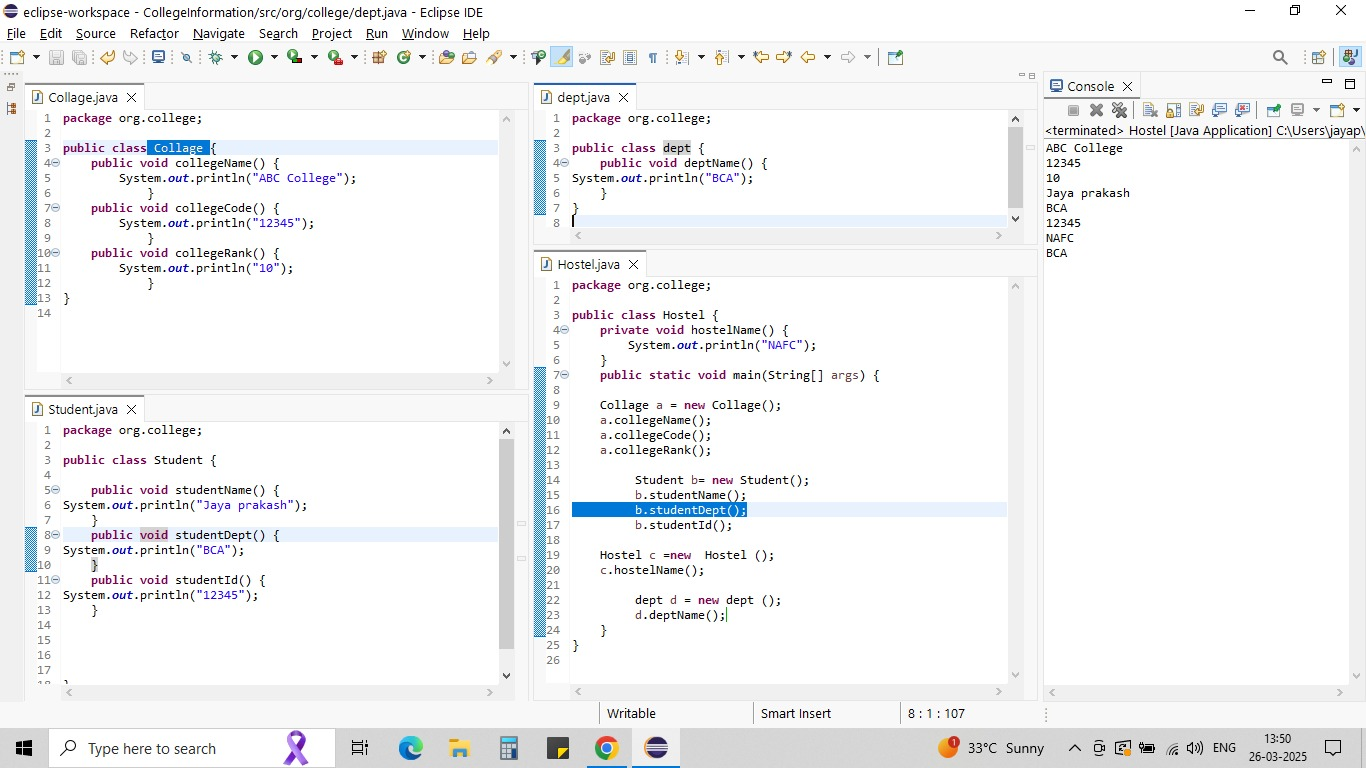 eclipse-workspace - CollegeInformation/src/org/college/dept.java - Eclipse IDE
File Edit Source Refactor Navigate Search Project Run Window Help
Collage.java
1 package org.college;
2
3 public class Collage {
4 public void collegeName() {
5 System.out.println("ABC College");
6 }
7 public void collegeCode() {
8 System.out.println("12345");
9 }
10 public void collegeRank() {
11 System.out.println("10");
12 }
13 }
14
Student.java
1 package org.college;
2
3 public class Student {
4
5 public void studentName() {
6 System.out.println("Jaya prakash");
7 }
8 public void studentDept() {
9 System.out.println("BCA");
10 }
11 public void studentId() {
12 System.out.println("12345");
13 }
14
15
16
17
dept.java
1 package org.college;
2
3 public class dept {
4 public void deptName() {
5 System.out.println("BCA");
6 }
7 }
8
Hostel.java
1 package org.college;
2
3 public class Hostel {
4 private void hostelName() {
5 System.out.println("NAFC");
6 }
7 public static void main(String[] args) {
8
9 Collage a = new Collage();
10 a.collegeName();
11 a.collegeCode();
12 a.collegeRank();
13
14 Student b= new Student();
15 b.studentName();
16 b.studentDept();
17 b.studentId();
18
19 Hostel c =new Hostel ();
20 c.hostelName();
21
22 dept d = new dept ();
23 d.deptName();
24 }
25 }
26
Console
<terminated> Hostel [Java Application] C:\Users\jayap\
ABC College
12345
10
Jaya prakash
BCA
12345
NAFC
BCA
Writable Smart Insert 8 : 1 : 107
Type here to search
1 33°C Sunny ENG 13:50
26-03-2025